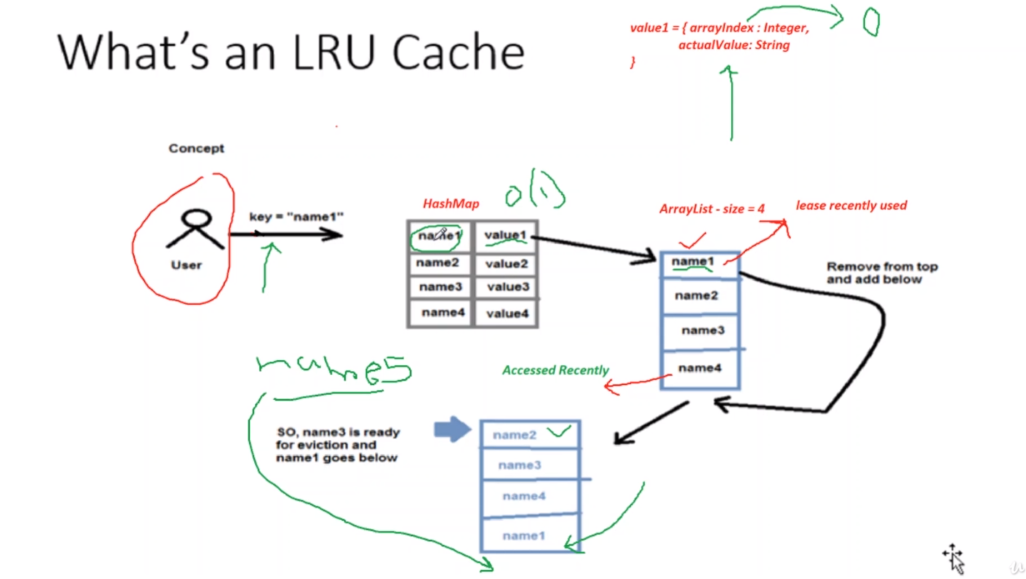 What's an LRU Cache
value1 = { arrayIndex : Integer,
actualValue: String
}
0
Concept
key = "name1"
User
HashMap
O(1)
name1 value1
name2 value2
name3 value3
name4 value4
ArrayList - size = 4
lease recently used
name1
name2
name3
name4
Remove from top
and add below
Accessed Recently
name5
SO, name3 is ready
for eviction and
name1 goes below
name2
name3
name4
name1